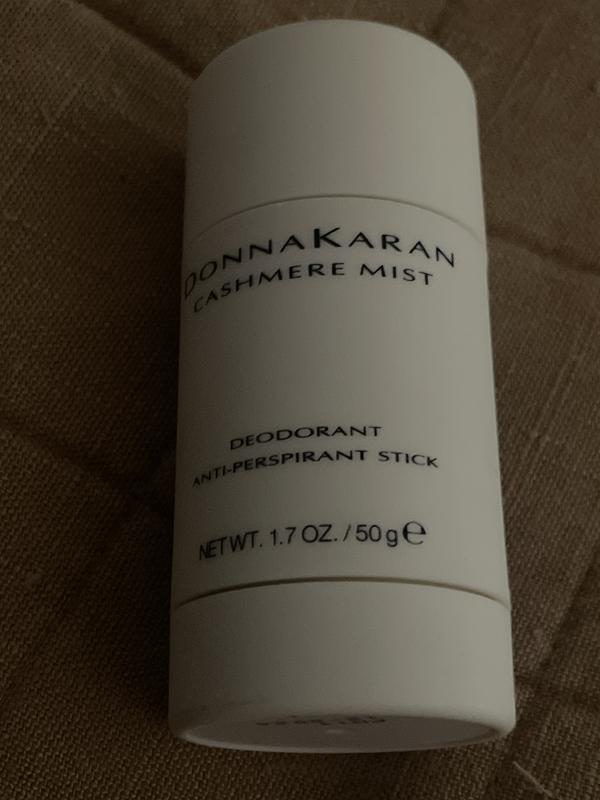 DONNAKARAN
CASHMERE MIST
DEODORANT
ANTI-PERSPIRANT STICK
NET WT. 1.7 OZ. / 50 g ℮